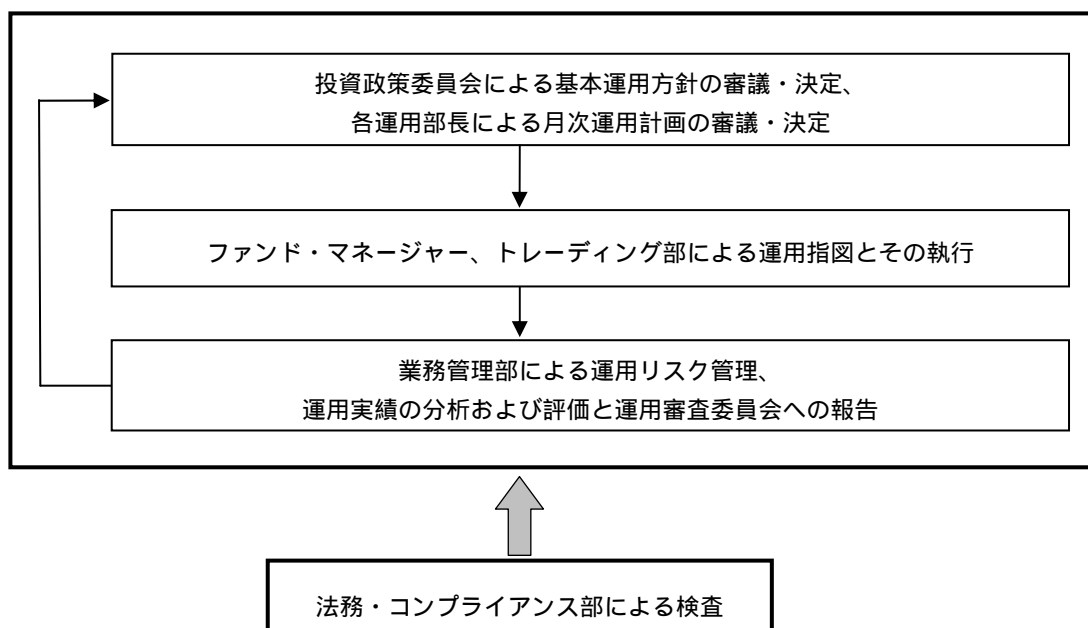 投資政策委員会による基本運用方針の審議・決定、
各運用部長による月次運用計画の審議・決定
ファンド・マネージャー、トレーディング部による運用指図とその執行
業務管理部による運用リスク管理、
運用実績の分析および評価と運用審査委員会への報告
法務・コンプライアンス部による検査